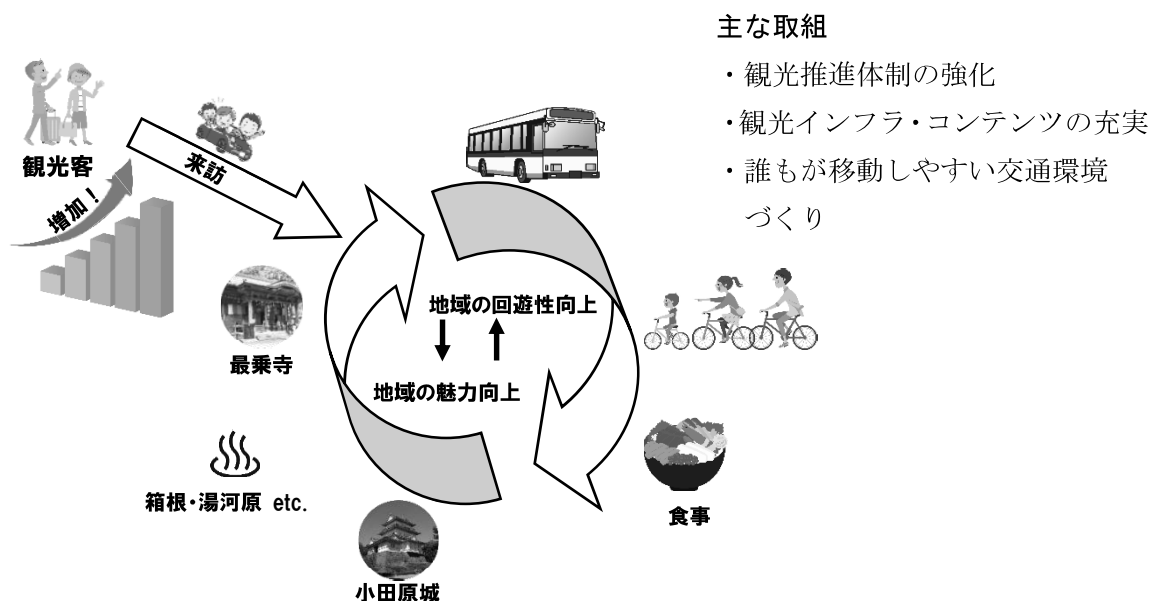 主な取組
・観光推進体制の強化
・観光インフラ・コンテンツの充実
・誰もが移動しやすい交通環境
づくり
観光客
増加!
来訪
地域の回遊性向上
地域の魅力向上
最乗寺
箱根・湯河原 etc.
小田原城
食事